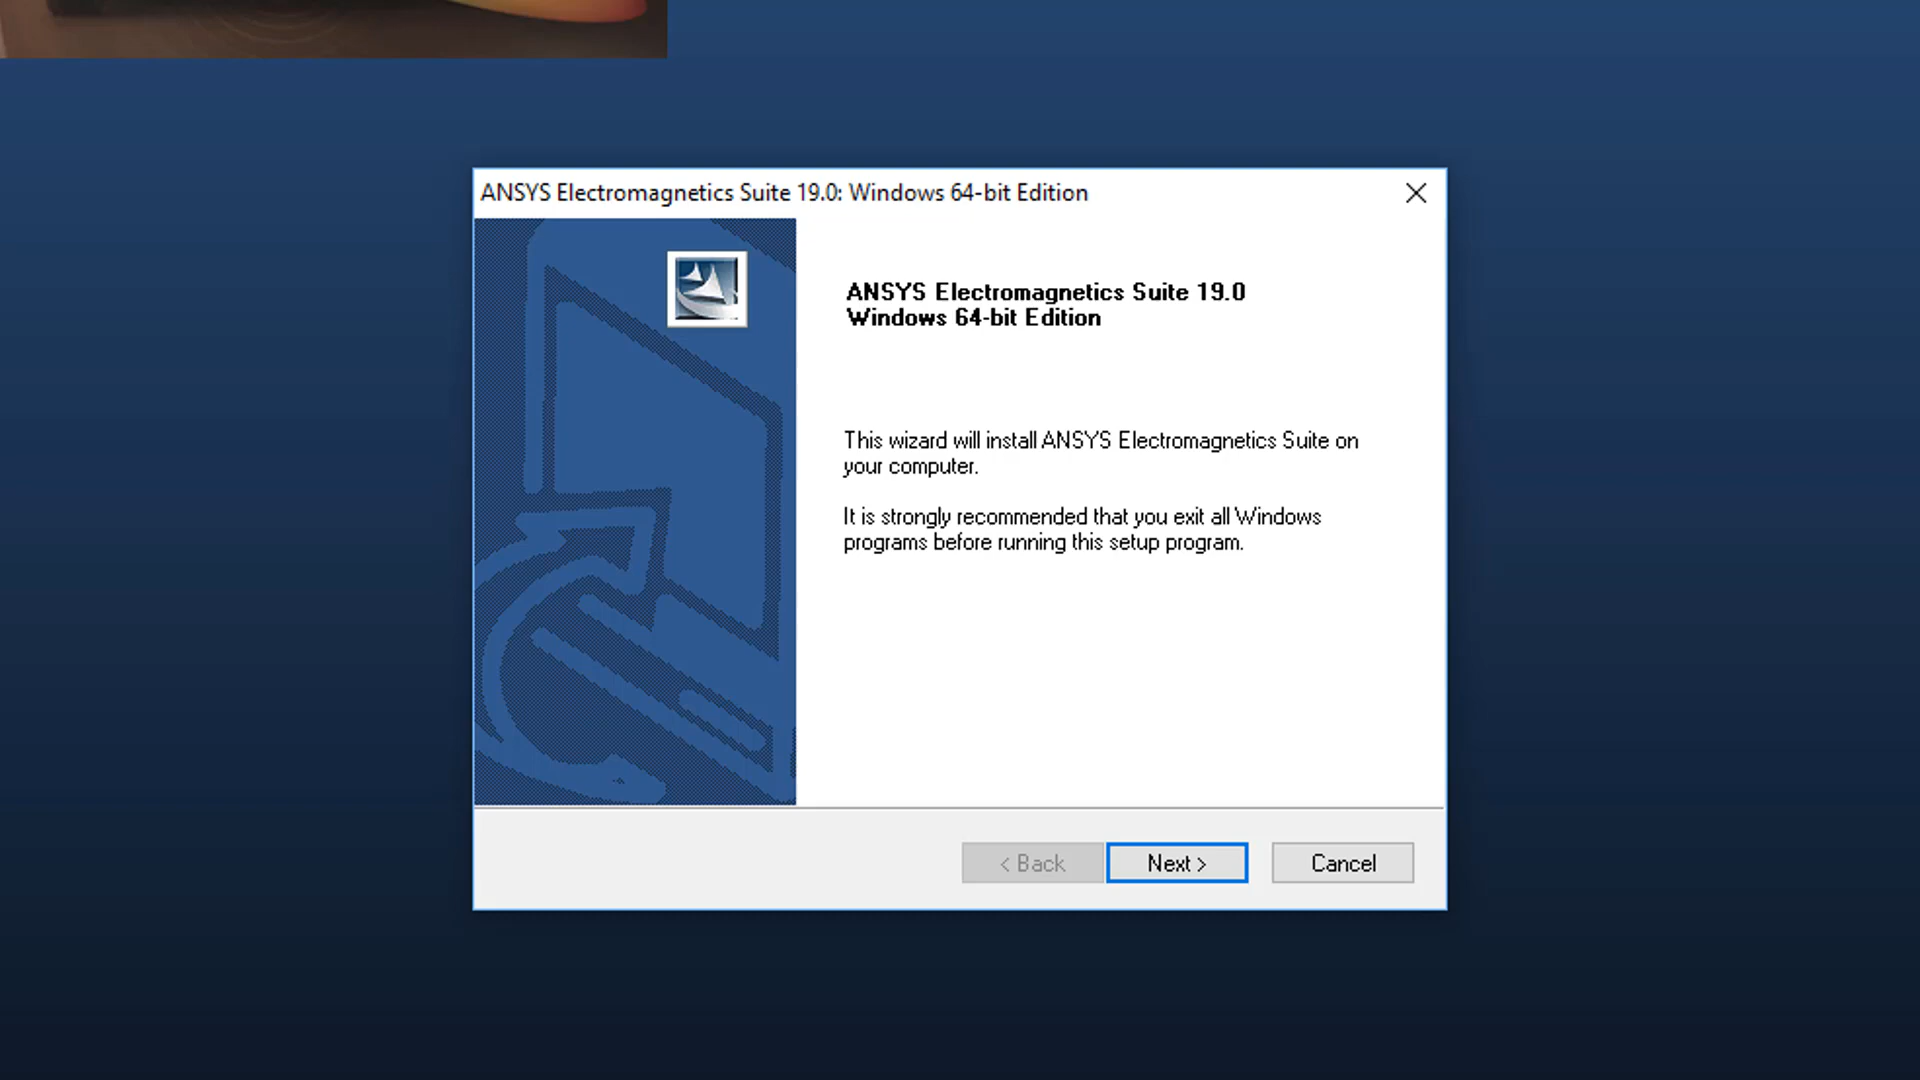 ANSYS Electromagnetics Suite 19.0: Windows 64-bit Edition
ANSYS Electromagnetics Suite 19.0
Windows 64-bit Edition
This wizard will install ANSYS Electromagnetics Suite on
your computer.
It is strongly recommended that you exit all Windows
programs before running this setup program.
< Back
Next >
Cancel